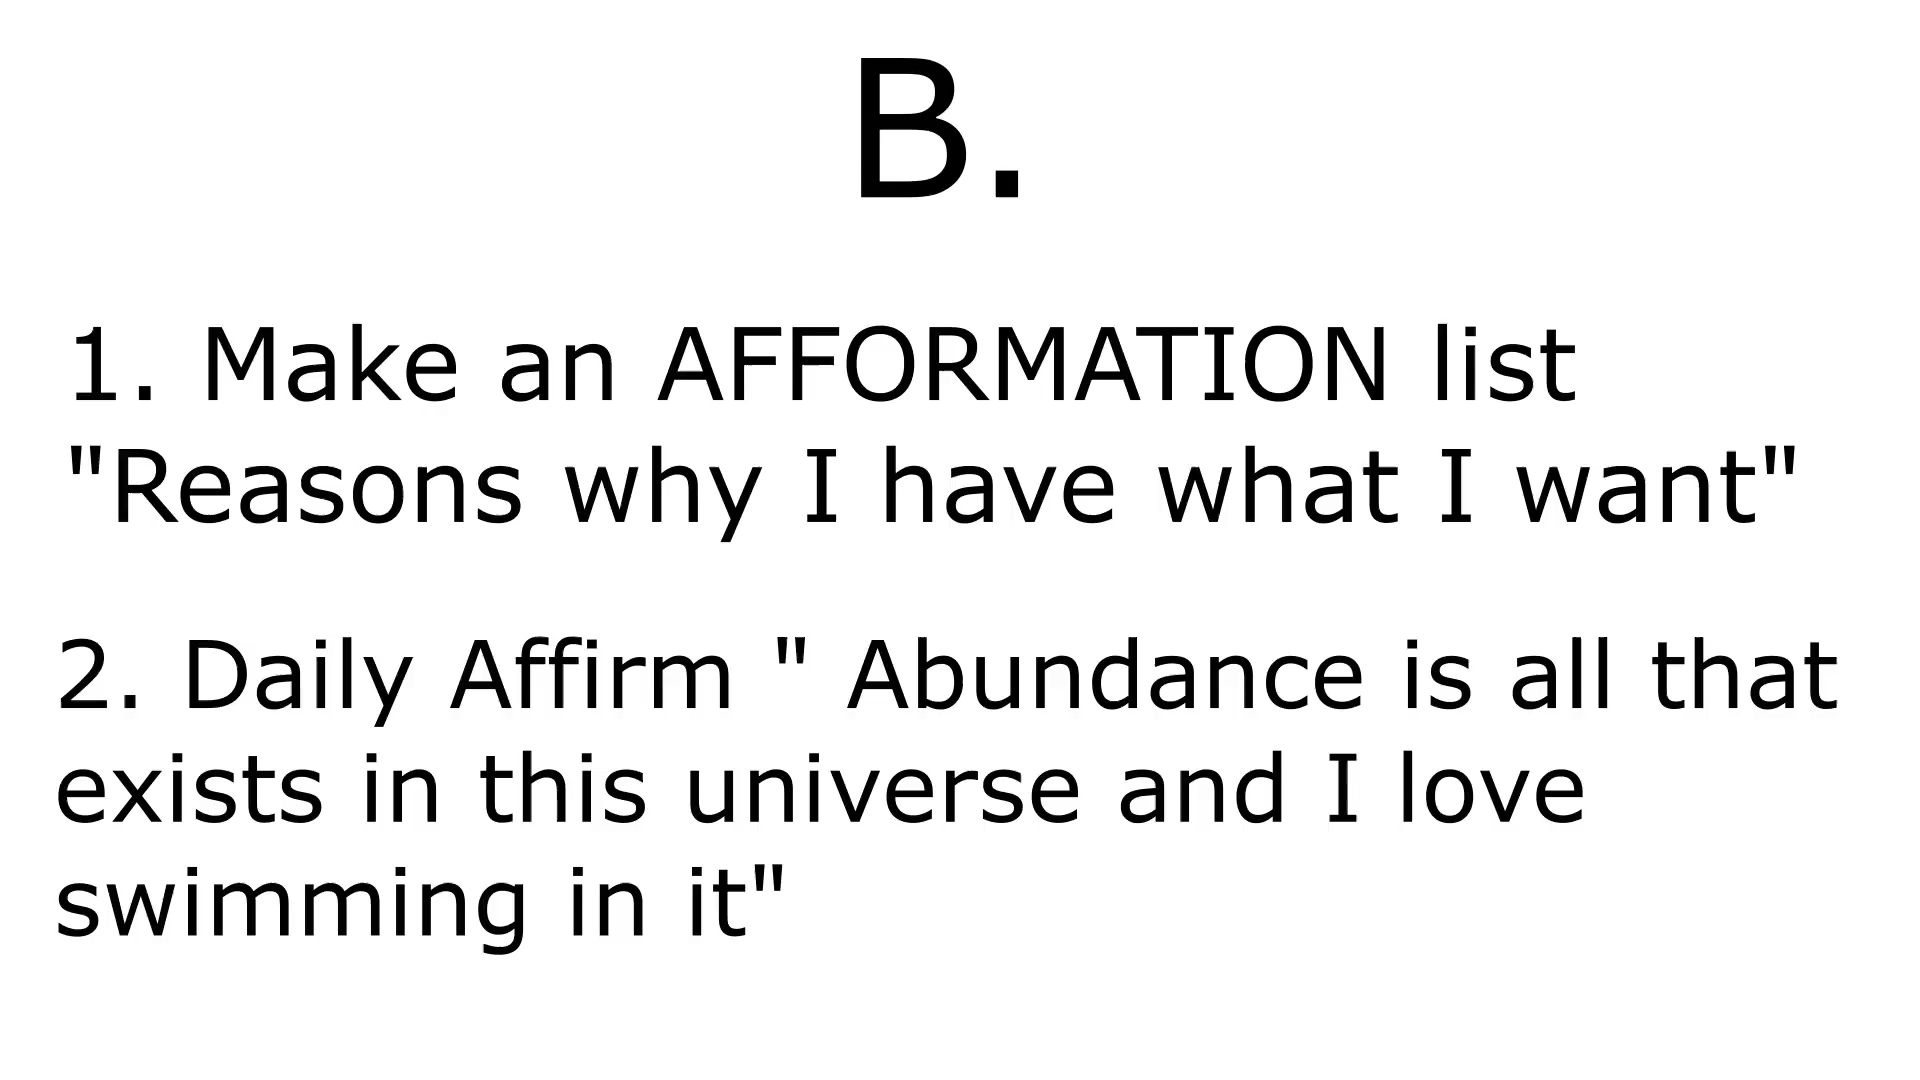 B.
1. Make an AFFORMATION list
"Reasons why I have what I want"
2. Daily Affirm " Abundance is all that
exists in this universe and I love
swimming in it"